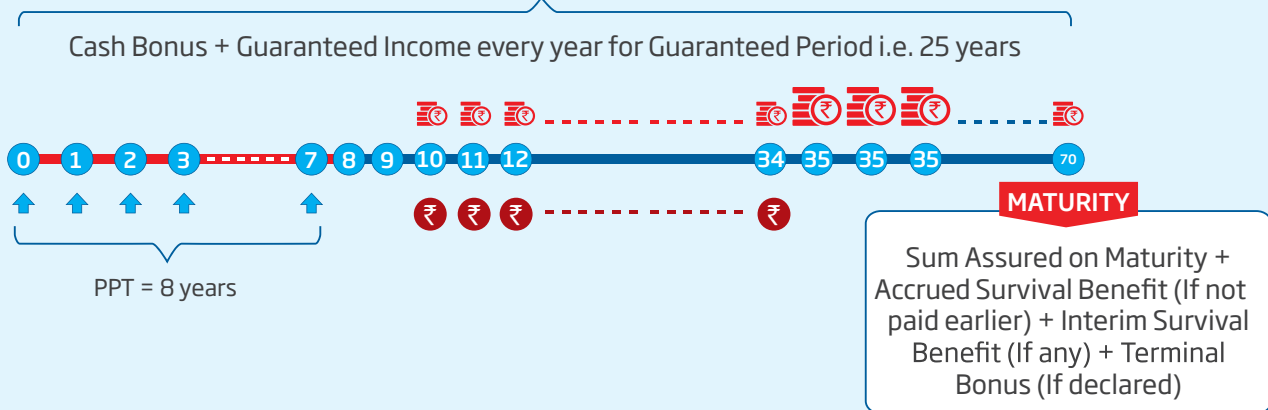 Cash Bonus + Guaranteed Income every year for Guaranteed Period i.e. 25 years
₹ ₹ ₹ ₹ ₹ ₹ ₹ ₹
0 1 2 3 7 8 9 10 11 12 34 35 35 35 70
₹ ₹ ₹ ₹
PPT = 8 years
MATURITY
Sum Assured on Maturity +
Accrued Survival Benefit (If not
paid earlier) + Interim Survival
Benefit (If any) + Terminal
Bonus (If declared)